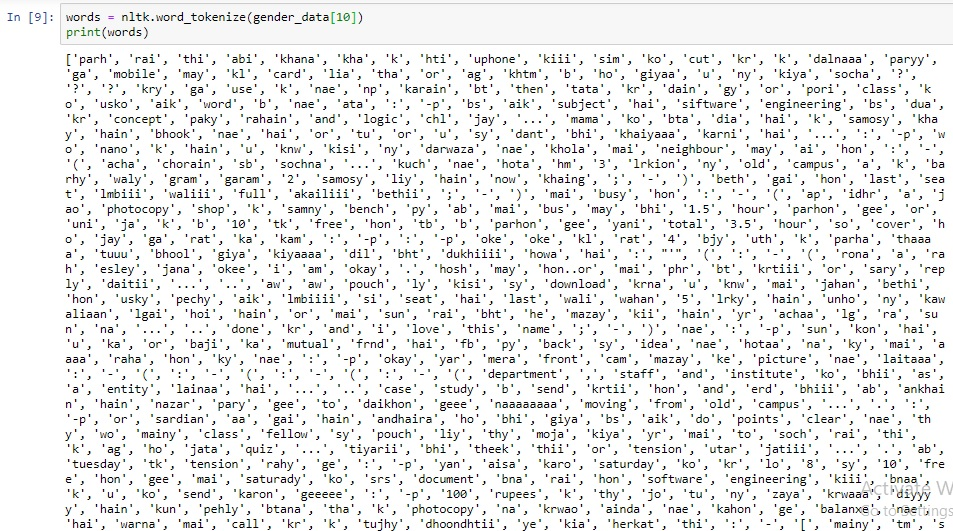 In [9]: words = nltk.word_tokenize(gender_data[10])
print(words)
['parh', 'rai', 'thi', 'abi', 'khana', 'kha', 'k', 'hti', 'uphone', 'kiii', 'sim', 'ko', 'cut', 'kr', 'k', 'dalnaaa', 'paryy',
'ga', 'mobile', 'may', 'kl', 'card', 'lia', 'tha', 'or', 'ag', 'khtm', 'b', 'ho', 'giyaa', 'u', 'ny', 'kiya', 'socha', '?',
'?', '?', 'kry', 'ga', 'use', 'k', 'nae', 'np', 'karain', 'bt', 'then', 'tata', 'kr', 'dain', 'gy', 'or', 'pori', 'class', 'k
o', 'usko', 'aik', 'word', 'b', 'nae', 'ata', ':', '-p', 'bs', 'aik', 'subject', 'hai', 'siftware', 'engineering', 'bs', 'dua',
'kr', 'concept', 'paky', 'rahain', 'and', 'logic', 'chl', 'jay', '...', 'mama', 'ko', 'bta', 'dia', 'hai', 'k', 'samosy', 'kha
y', 'hain', 'bhook', 'nae', 'hai', 'or', 'tu', 'or', 'u', 'sy', 'dant', 'bhi', 'khaiyaaa', 'karni', 'hai', '...', ':', '-p', 'w
o', 'nano', 'k', 'hain', 'u', 'knw', 'kisi', 'ny', 'darwaza', 'nae', 'khola', 'mai', 'neighbour', 'may', 'ai', 'hon', ':', '-',
'(', 'acha', 'chorain', 'sb', 'sochna', '...', 'kuch', 'nae', 'hota', 'hm', '3', 'lrkion', 'ny', 'old', 'campus', 'a', 'k', 'ba
rhy', 'waly', 'gram', 'garam', '2', 'samosy', 'liy', 'hain', 'now', 'khaing', ';', '-', ')', 'beth', 'gai', 'hon', 'last', 'sea
t', 'lmbiii', 'waliii', 'full', 'akailiii', 'bethii', ';', '-', ')', 'mai', 'busy', 'hon', ':', '-', '(', 'ap', 'idhr', 'a', 'j
ao', 'photocopy', 'shop', 'k', 'samny', 'bench', 'py', 'ab', 'mai', 'bus', 'may', 'bhi', '1.5', 'hour', 'parhon', 'gee', 'or',
'uni', 'ja', 'k', 'b', '10', 'tk', 'free', 'hon', 'tb', 'b', 'parhon', 'gee', 'yani', 'total', '3.5', 'hour', 'so', 'cover', 'h
o', 'jay', 'ga', 'rat', 'ka', 'kam', ':', '-p', ':', '-p', 'oke', 'oke', 'kl', 'rat', '4', 'bjy', 'uth', 'k', 'parha', 'thaaa
a', 'tuuu', 'bhool', 'giya', 'kiyaaaa', 'dil', 'bht', 'dukhiiii', 'howa', 'hai', ':', "'", '(', ':', '-', '(', 'rona', 'a', 'ra
h', 'esley', 'jana', 'okee', 'i', 'am', 'okay', '.', 'hosh', 'may', 'hon..or', 'mai', 'phr', 'bt', 'krtiii', 'or', 'sary', 'rep
ly', 'daitii', '...', '..', 'aw', 'aw', 'pouch', 'ly', 'kisi', 'sy', 'download', 'krna', 'u', 'knw', 'mai', 'jahan', 'bethi',
'hon', 'usky', 'pechy', 'aik', 'lmbiiii', 'si', 'seat', 'hai', 'last', 'wali', 'wahan', '5', 'lrky', 'hain', 'unho', 'ny', 'kaw
aliaan', 'lgai', 'hoi', 'hain', 'or', 'mai', 'sun', 'rai', 'bht', 'he', 'mazay', 'kii', 'hain', 'yr', 'achaa', 'lg', 'ra', 'su
n', 'na', '...', '..', 'done', 'kr', 'and', 'i', 'love', 'this', 'name', ';', '-', ')', 'nae', ':', '-p', 'sun', 'kon', 'hai',
'u', 'ka', 'or', 'baji', 'ka', 'mutual', 'frnd', 'hai', 'fb', 'py', 'back', 'sy', 'idea', 'nae', 'hotaa', 'na', 'ky', 'mai', 'a
aaa', 'raha', 'hon', 'ky', 'nae', ':', '-p', 'okay', 'yar', 'mera', 'front', 'cam', 'mazay', 'ke', 'picture', 'nae', 'laitaaa',
':', '-', '(', ':', '-', '(', ':', '-', '(', ':', '-', '(', 'department', ',', 'staff', 'and', 'institute', 'ko', 'bhii', 'as',
'a', 'entity', 'lainaa', 'hai', '...', '..', 'case', 'study', 'b', 'send', 'krtii', 'hon', 'and', 'erd', 'bhiii', 'ab', 'ankhai
n', 'hain', 'nazar', 'pary', 'gee', 'to', 'daikhon', 'geee', 'naaaaaaaa', 'moving', 'from', 'old', 'campus', '...', '.', ':',
'-p', 'or', 'sardian', 'aa', 'gai', 'hain', 'andhaira', 'ho', 'bhi', 'giya', 'bs', 'aik', 'do', 'points', 'clear', 'nae', 'th
y', 'wo', 'mainy', 'class', 'fellow', 'sy', 'pouch', 'liy', 'thy', 'moja', 'kiya', 'yr', 'mai', 'to', 'soch', 'rai', 'thi',
'k', 'ag', 'ho', 'jata', 'quiz', '...', 'tiyarii', 'bhi', 'theek', 'thii', 'or', 'tension', 'utar', 'jatiii', '...', '.', 'ab',
'tuesday', 'tk', 'tension', 'rahy', 'ge', ':', '-p', 'yan', 'aisa', 'karo', 'saturday', 'ko', 'kr', 'lo', '8', 'sy', '10', 'fre
e', 'hon', 'gee', 'mai', 'saturady', 'ko', 'srs', 'document', 'bna', 'rai', 'hon', 'software', 'engineering', 'kiii', 'bnaa',
'k', 'u', 'ko', 'send', 'karon', 'geeeee', ':', '-p', '100', 'rupees', 'k', 'thy', 'jo', 'tu', 'ny', 'zaya', 'krwaaa', 'diyyy
y', 'hain', 'kun', 'pehly', 'btana', 'tha', 'k', 'photocopy', 'na', 'krwao', 'ainda', 'nae', 'kahon', 'ge', 'balanxe', 'need',
'hai', 'warna', 'mai', 'call', 'kr', 'k', 'tujhy', 'dhoondhtii', 'ye', 'kia', 'herkat', 'thi', ':', '-', '[', 'mainy', 'tm', 's
Activate W
Go to Settings